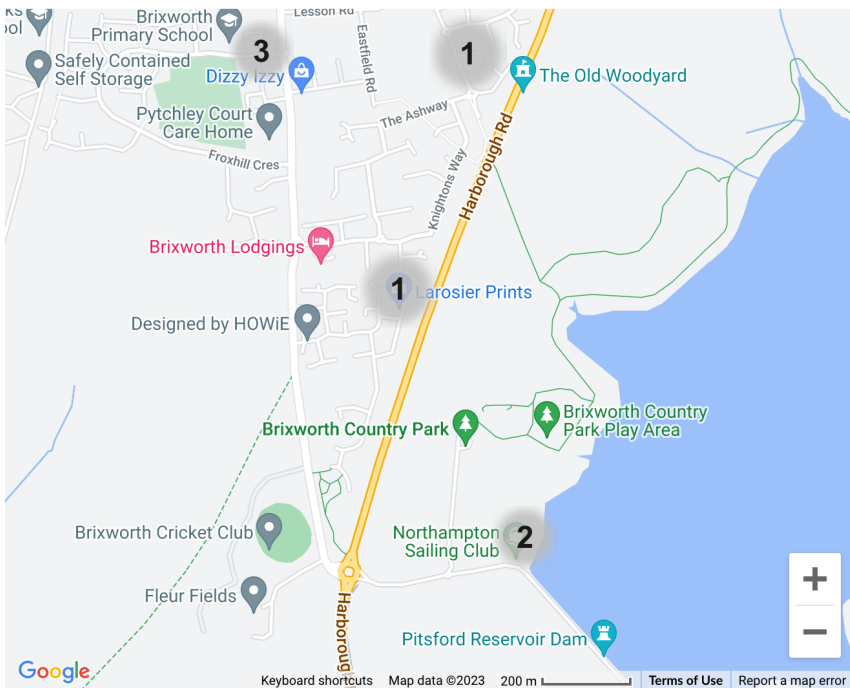 ks
ool
Brixworth
Primary School
Lesson Rd
Eastfield Rd
3
1
Safely Contained
Self Storage
Dizzy Izzy
The Old Woodyard
The Ashway
Pytchley Court
Care Home
Froxhill Cres
Harborough Rd
Knightons Way
Brixworth Lodgings
1
Larosier Prints
Designed by HOWiE
Brixworth Country Park
Brixworth Country
Park Play Area
Brixworth Cricket Club
Northampton
Sailing Club
2
Fleur Fields
Harboroug
Pitsford Reservoir Dam
+
−
Google
Keyboard shortcuts Map data ©2023 200 m Terms of Use Report a map error